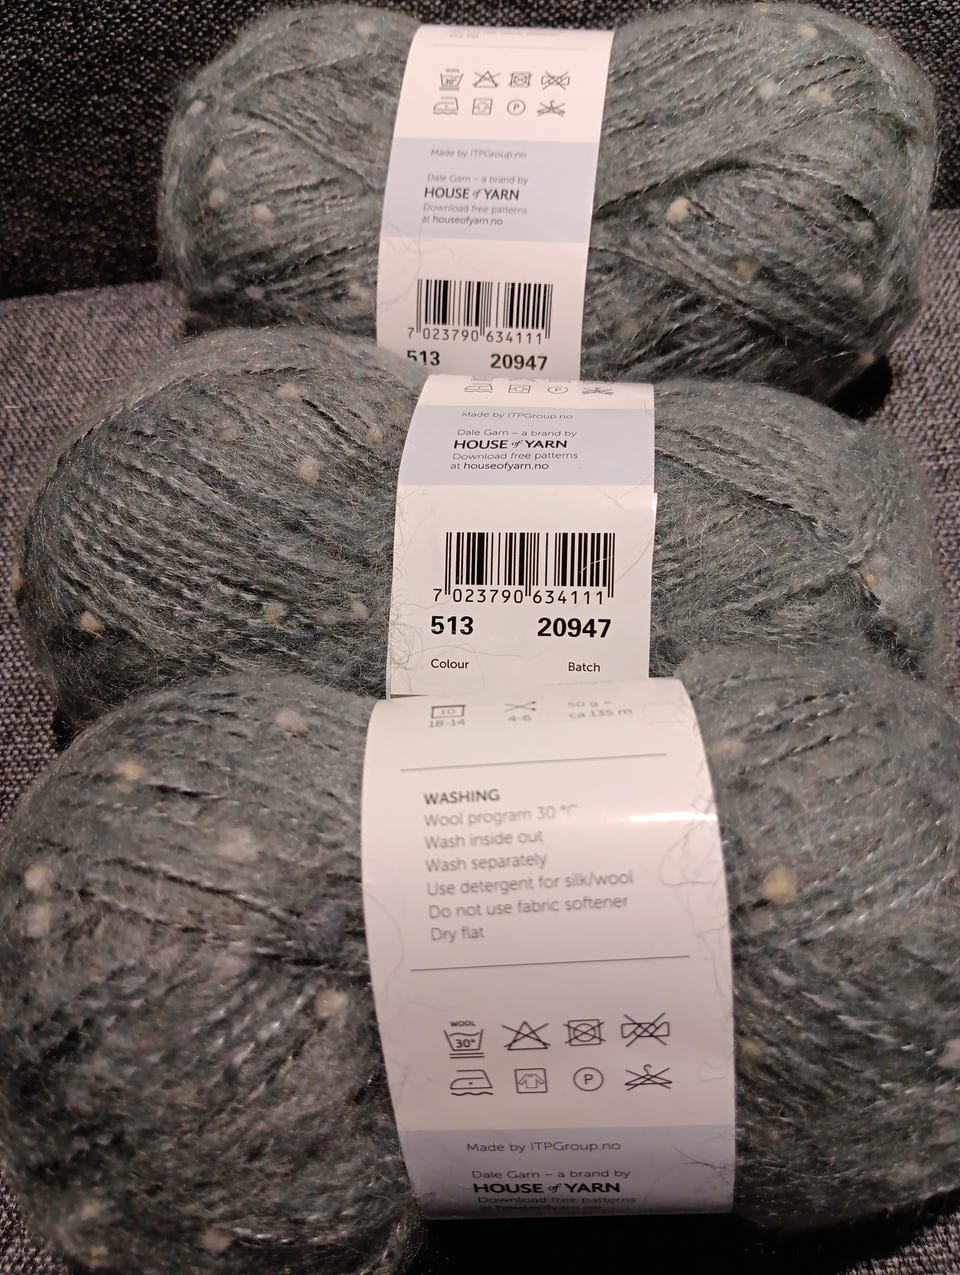 30°
P
Made by ITPGroup.no
Dale Garn – a brand by
HOUSE of YARN
Download free patterns
at houseofyarn.no
7 023790 634111
513 20947
Made by ITPGroup.no
Dale Garn – a brand by
HOUSE of YARN
Download free patterns
at houseofyarn.no
7 023790 634111
513 20947
Colour Batch
10
18-14 4-6 50 g =
ca 135 m
WASHING
Wool program 30 °C
Wash inside out
Wash separately
Use detergent for silk/wool
Do not use fabric softener
Dry flat
WOOL
30°
P
Made by ITPGroup.no
Dale Garn – a brand by
HOUSE of YARN
Download free patterns
at houseofyarn.no